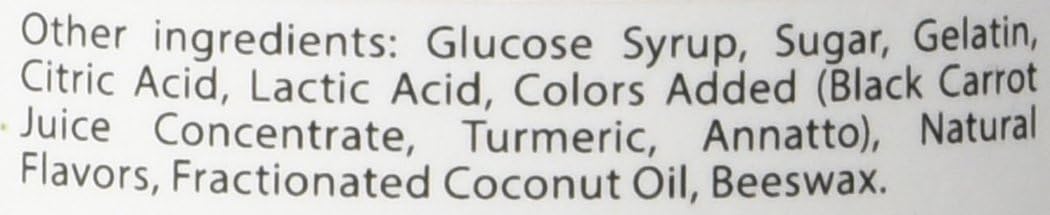 Other ingredients: Glucose Syrup, Sugar, Gelatin,
Citric Acid, Lactic Acid, Colors Added (Black Carrot
Juice Concentrate, Turmeric, Annatto), Natural
Flavors, Fractionated Coconut Oil, Beeswax.